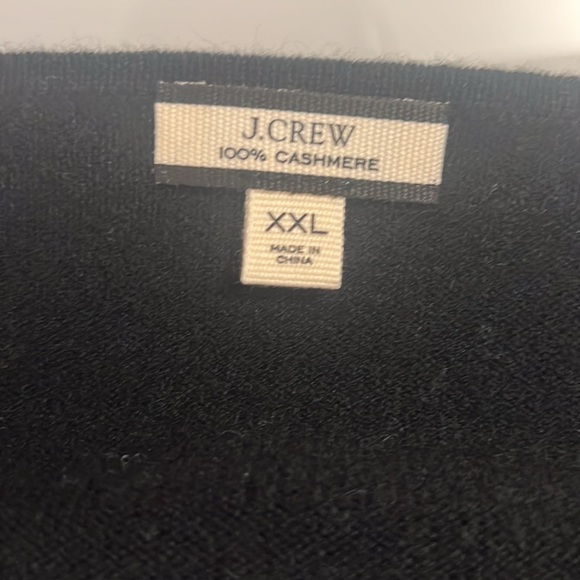 J.CREW
100% CASHMERE
XXL
MADE IN
CHINA